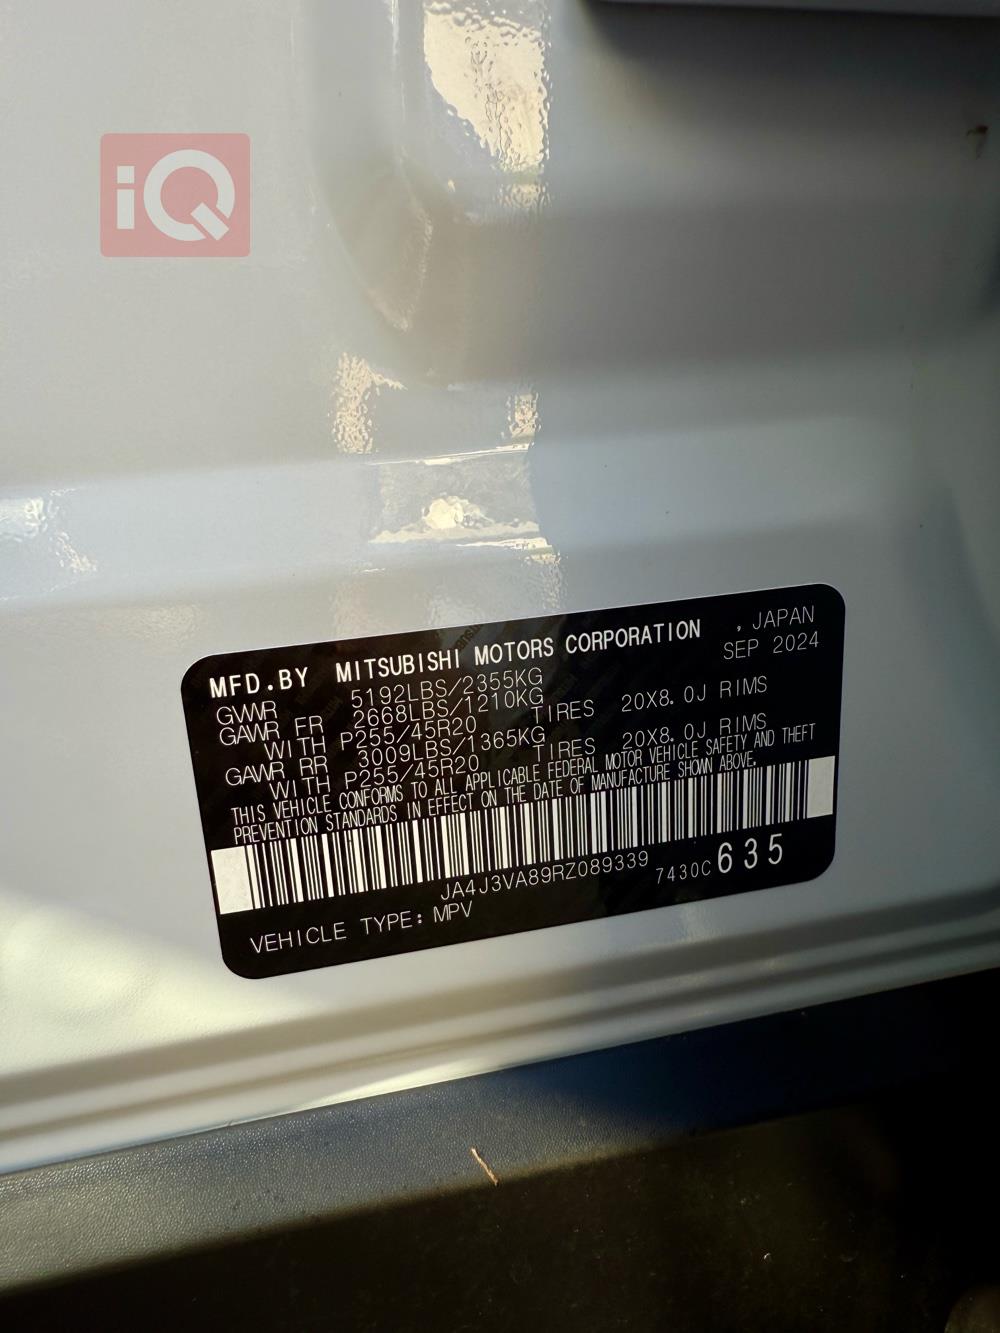 iQ
MFD.BY MITSUBISHI MOTORS CORPORATION , JAPAN
GVWR 5192LBS/2355KG SEP 2024
GAWR FR 2668LBS/1210KG
WITH P255/45R20 TIRES 20X8.0J RIMS
GAWR RR 3009LBS/1365KG
WITH P255/45R20 TIRES 20X8.0J RIMS
THIS VEHICLE CONFORMS TO ALL APPLICABLE FEDERAL MOTOR VEHICLE SAFETY AND THEFT
PREVENTION STANDARDS IN EFFECT ON THE DATE OF MANUFACTURE SHOWN ABOVE.
JA4J3VA89RZ089339 7430C 635
VEHICLE TYPE: MPV